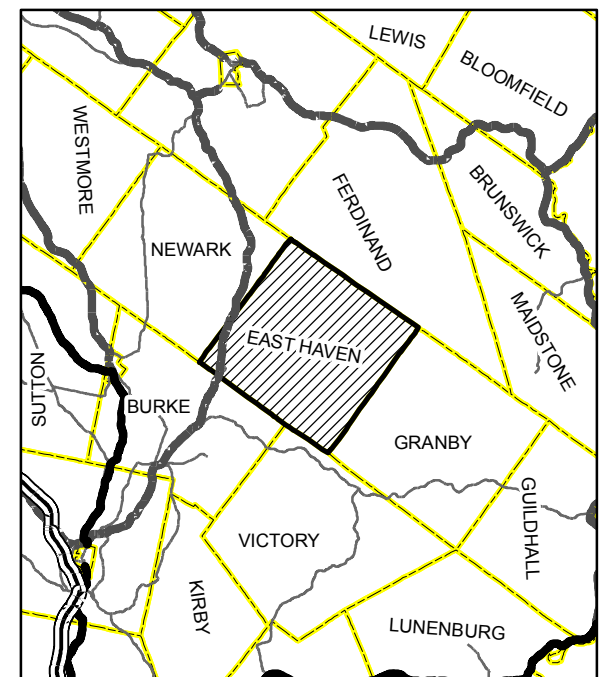 LEWIS
BLOOMFIELD
WESTMORE
BRUNSWICK
FERDINAND
NEWARK
MAIDSTONE
EAST HAVEN
SUTTON
BURKE
GRANBY
GUILDHALL
VICTORY
KIRBY
LUNENBURG